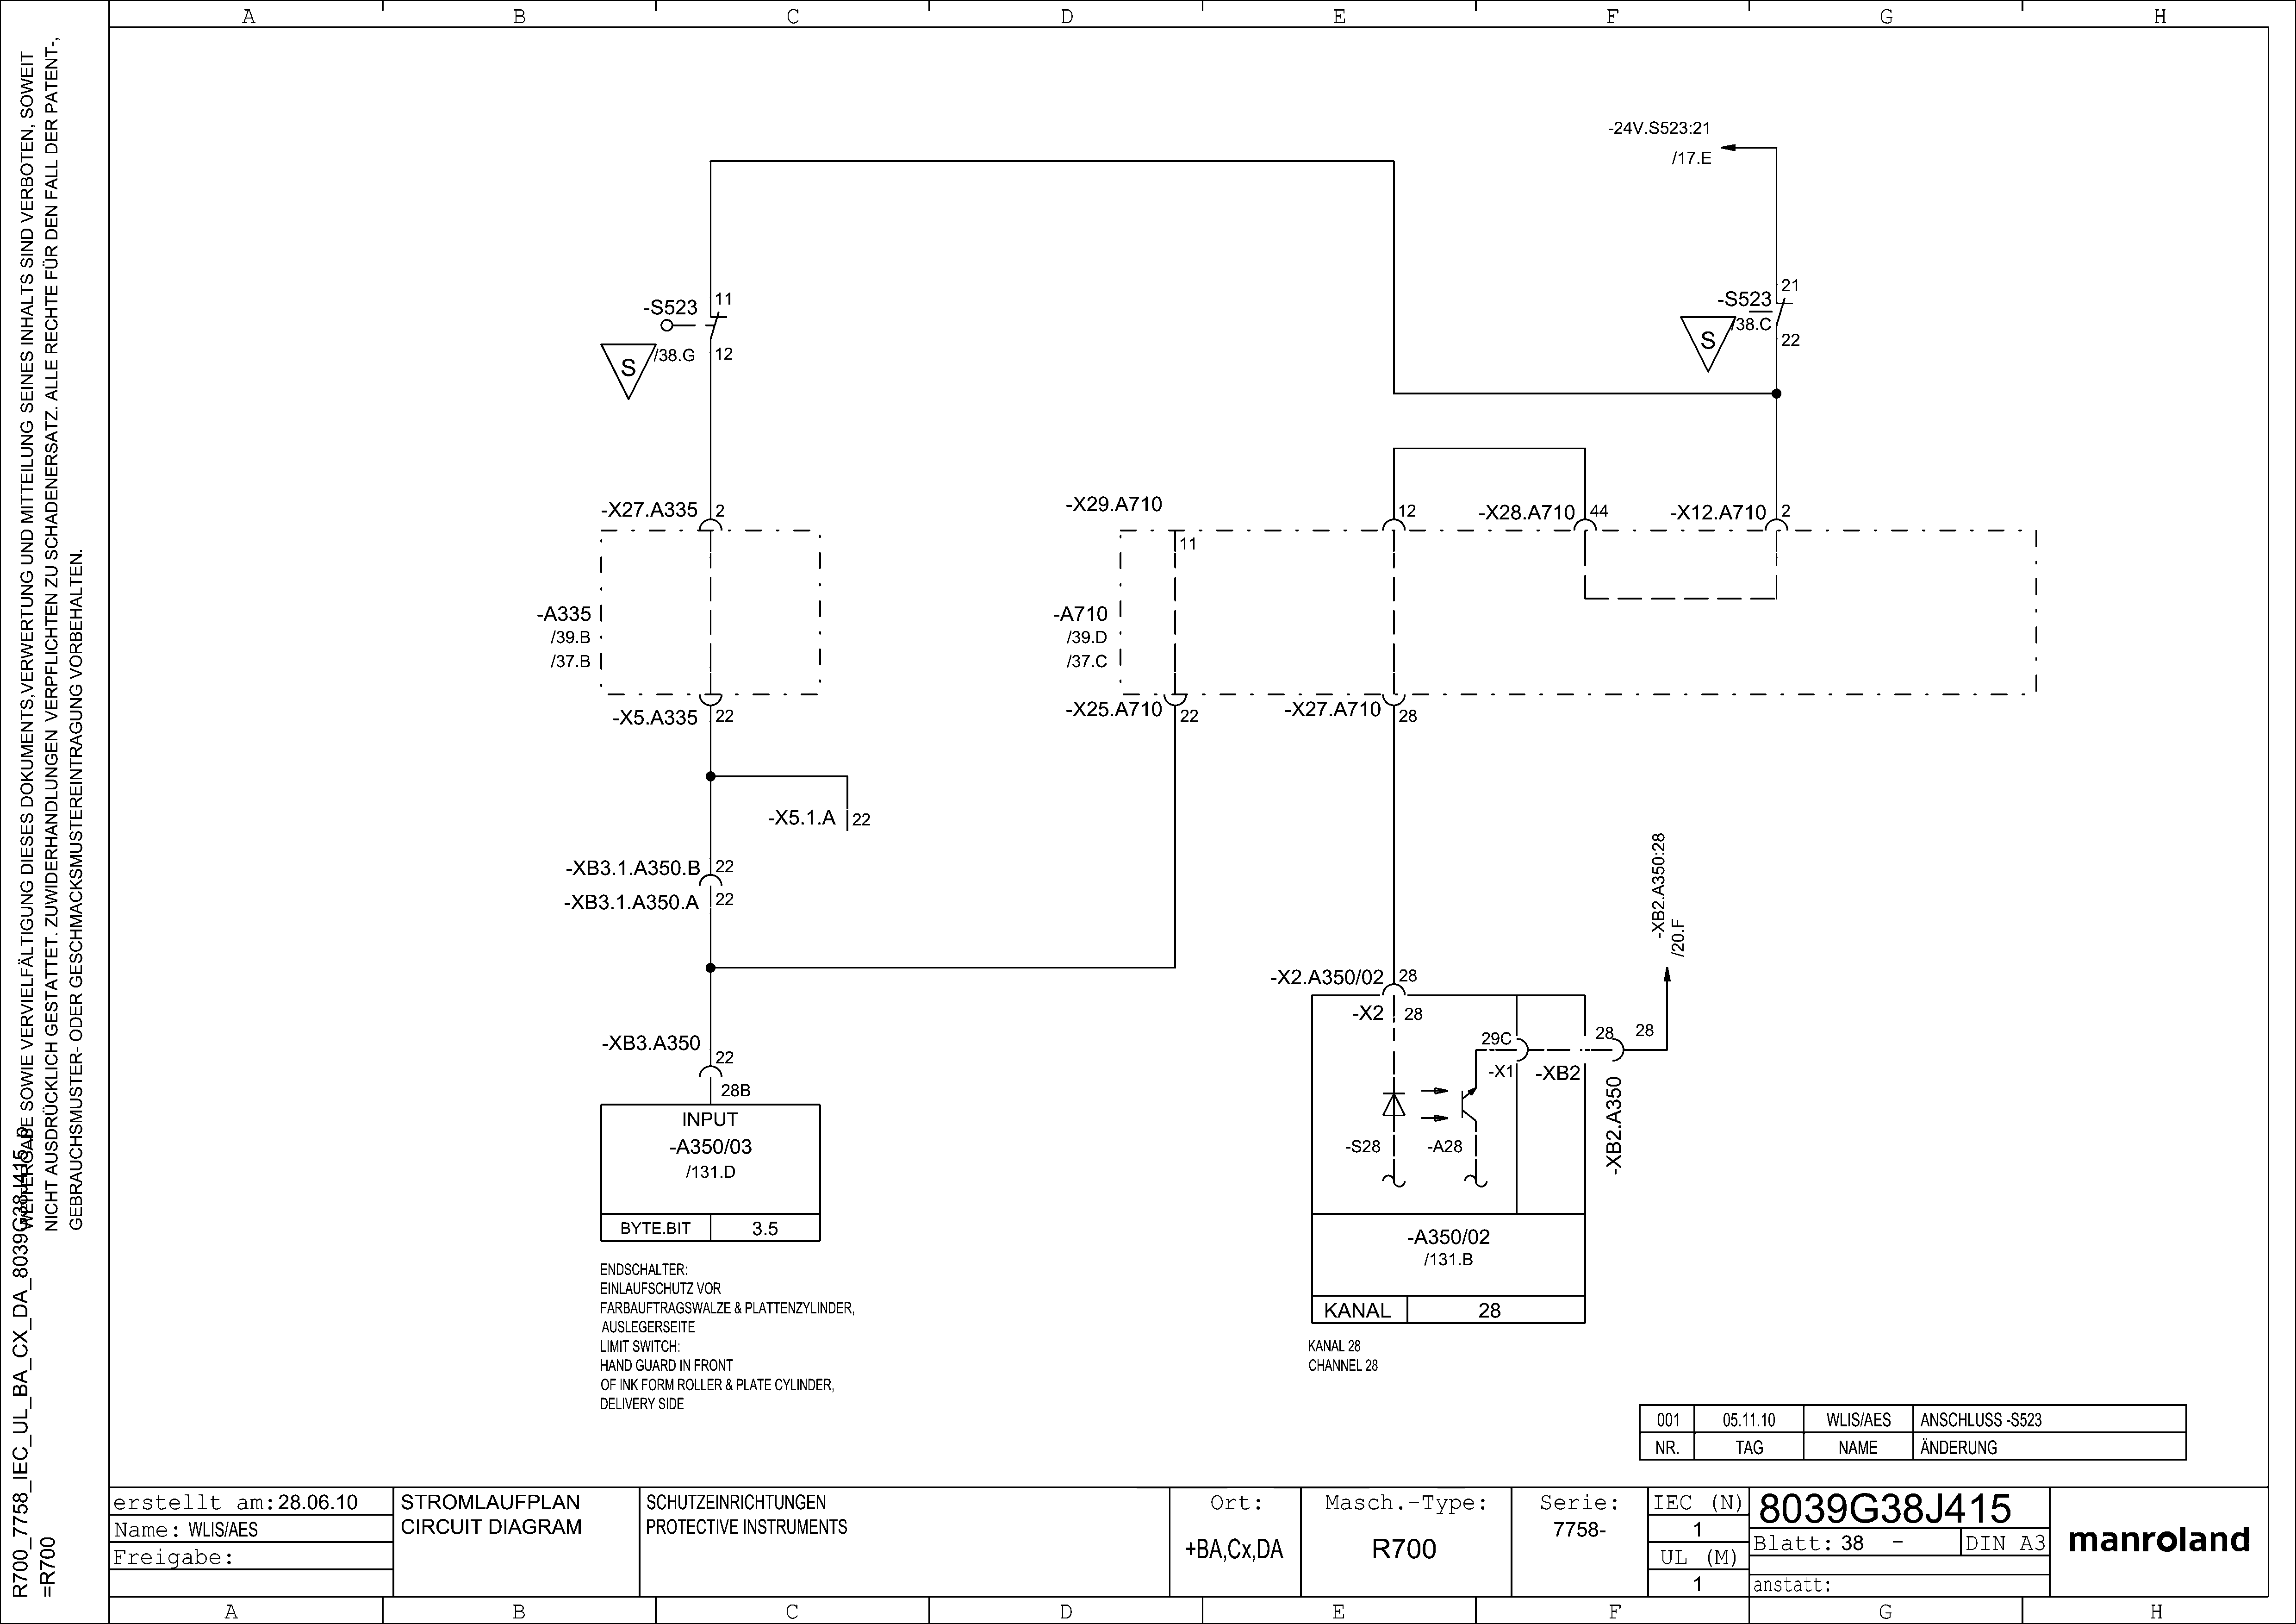 A B C D E F G H
WEITERGABE SOWIE VERVIELFÄLTIGUNG DIESES DOKUMENTS,VERWERTUNG UND MITTEILUNG SEINES INHALTS SIND VERBOTEN, SOWEIT
NICHT AUSDRÜCKLICH GESTATTET. ZUWIDERHANDLUNGEN VERPFLICHTEN ZU SCHADENERSATZ. ALLE RECHTE FÜR DEN FALL DER PATENT-,
GEBRAUCHSMUSTER- ODER GESCHMACKSMUSTEREINTRAGUNG VORBEHALTEN.
=R700
-24V.S523:21
/17.E
-S523
11
/38.G
12
S
-S523
21
/38.C
22
S
-X27.A335 2
-X29.A710
12
-X28.A710 44
-X12.A710 2
11
-A335
/39.B
/37.B
-A710
/39.D
/37.C
-X5.A335 22
-X25.A710 22
-X27.A710 28
-X5.1.A 22
-XB3.1.A350.B 22
-XB3.1.A350.A 22
-XB2.A350:28
/20.F
-X2.A350/02 28
-X2 28
-XB3.A350
22
28B
29C
28 28
-X1 -XB2
-XB2.A350
INPUT
-A350/03
/131.D
BYTE.BIT 3.5
-S28 -A28
-A350/02
/131.B
KANAL 28
ENDSCHALTER:
EINLAUFSCHUTZ VOR
FARBAUFTRAGSWALZE & PLATTENZYLINDER,
AUSLEGERSEITE
LIMIT SWITCH:
HAND GUARD IN FRONT
OF INK FORM ROLLER & PLATE CYLINDER,
DELIVERY SIDE
KANAL 28
CHANNEL 28
001 05.11.10 WLIS/AES ANSCHLUSS -S523
NR. TAG NAME ÄNDERUNG
erstellt am: 28.06.10
Name: WLIS/AES
Freigabe:
STROMLAUFPLAN
CIRCUIT DIAGRAM
SCHUTZEINRICHTUNGEN
PROTECTIVE INSTRUMENTS
Ort:
+BA,Cx,DA
Masch.-Type:
R700
Serie:
7758-
IEC (N)
1
UL (M)
1
8039G38J415
Blatt: 38 - DIN A3
anstatt:
manroland
A B C D E F G H